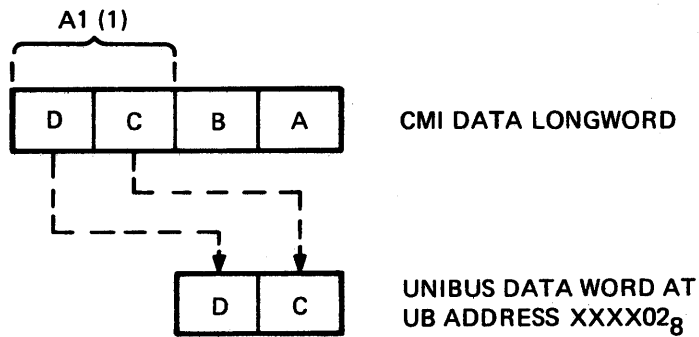 A1 (1)
D C B A CMI DATA LONGWORD
D C
UNIBUS DATA WORD AT
UB ADDRESS XXXX02₈